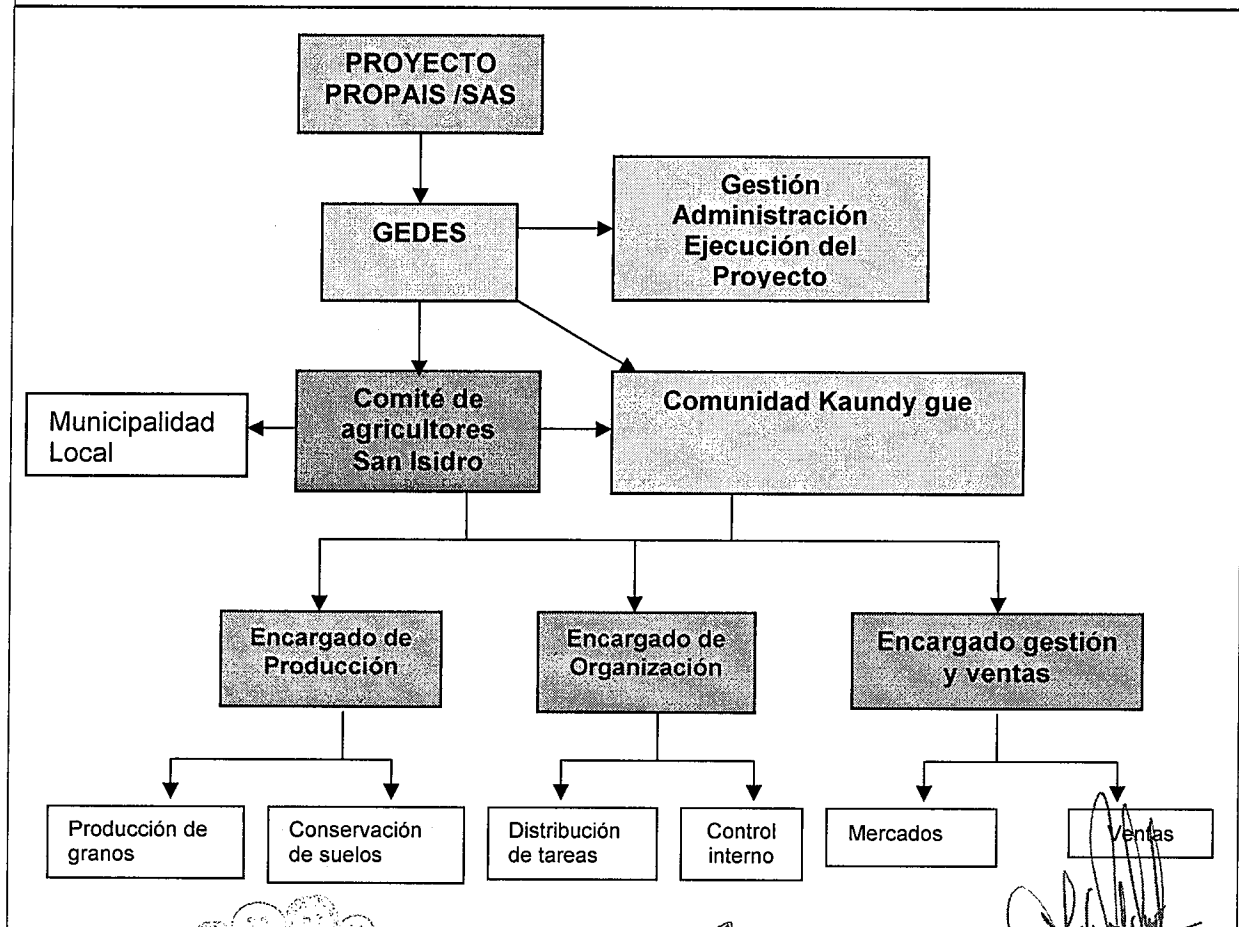 PROYECTO
PROPAIS /SAS
GEDES
Gestión
Administración
Ejecución del
Proyecto
Municipalidad
Local
Comité de
agricultores
San Isidro
Comunidad Kaundy gue
Encargado de
Producción
Encargado de
Organización
Encargado gestión
y ventas
Producción de
granos
Conservación
de suelos
Distribución
de tareas
Control
interno
Mercados
Ventas